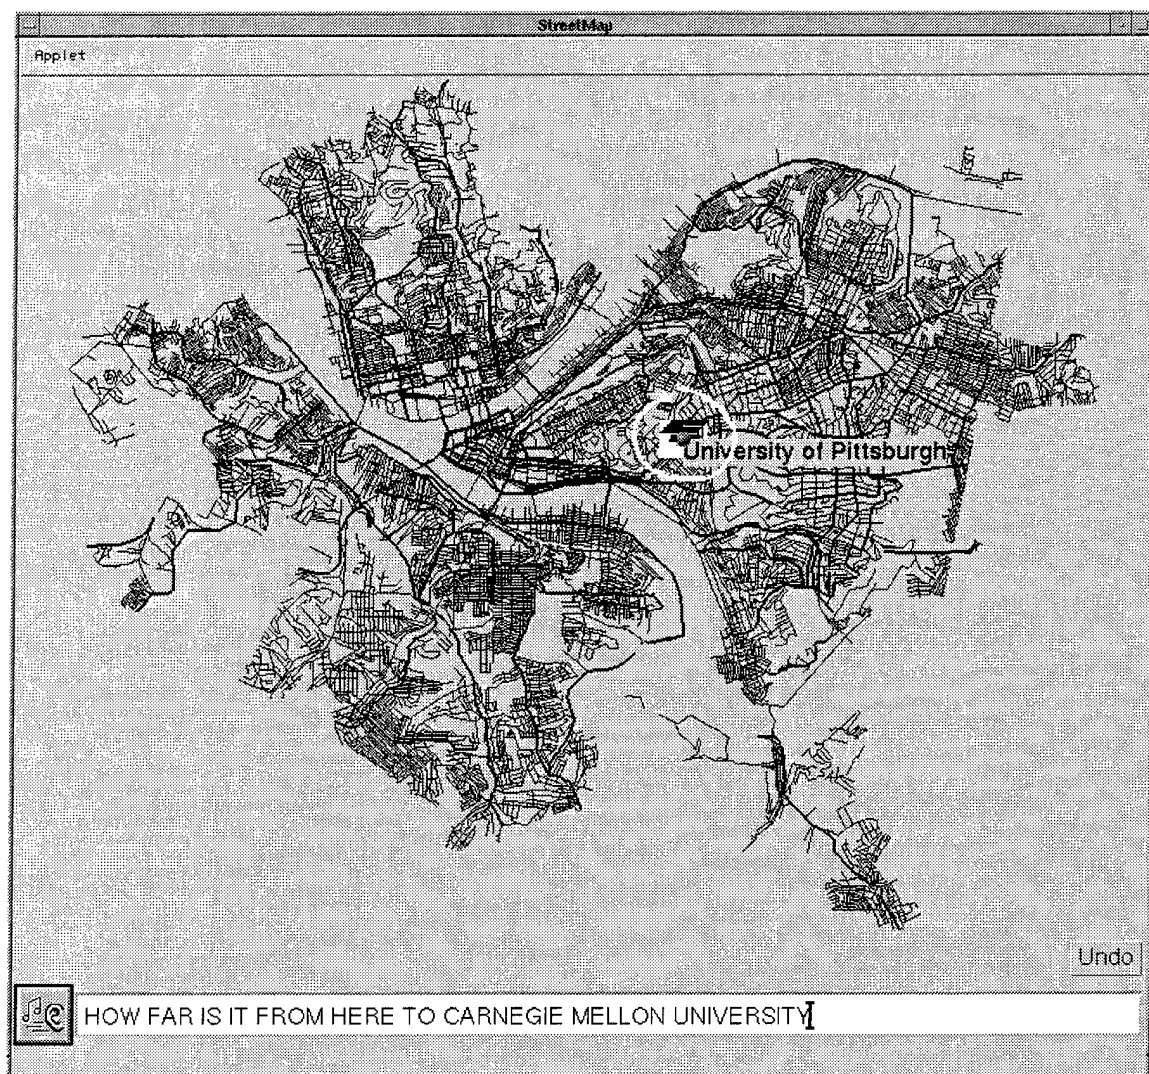 StreetMap
Applet
University of Pittsburgh
Undo
HOW FAR IS IT FROM HERE TO CARNEGIE MELLON UNIVERSITY